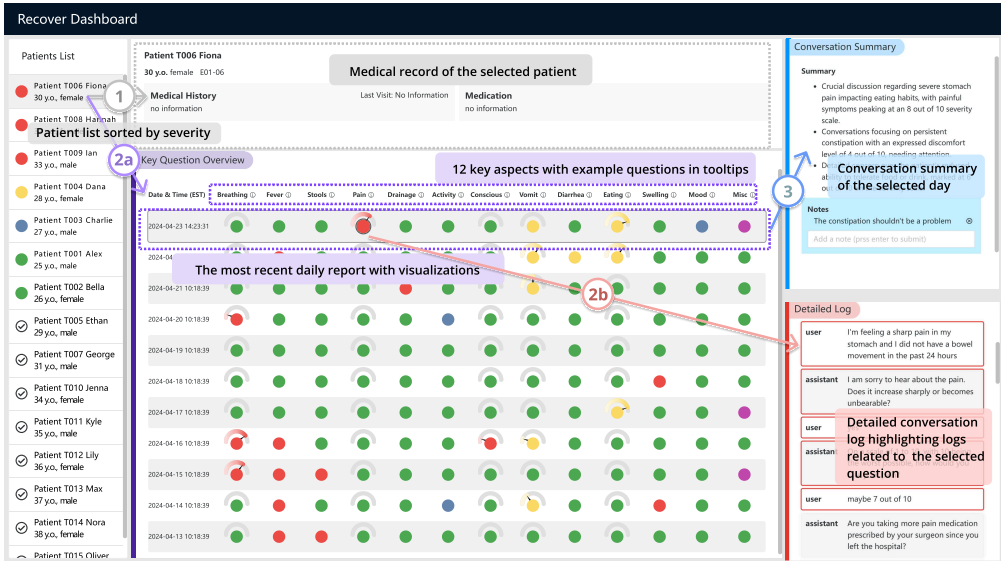 Recover Dashboard
Patients List
Patient T006 Fiona
30 y.o., female
Patient T008 Hannah
Patient list sorted by severity
Patient T009 Ian
33 y.o., male
Patient T004 Dana
28 y.o., female
Patient T003 Charlie
27 y.o., male
Patient T001 Alex
25 y.o., male
Patient T002 Bella
26 y.o., female
Patient T005 Ethan
29 y.o., male
Patient T007 George
31 y.o., male
Patient T010 Jenna
34 y.o., female
Patient T011 Kyle
35 y.o., male
Patient T012 Lily
36 y.o., female
Patient T013 Max
37 y.o., male
Patient T014 Nora
38 y.o., female
Patient T015 Oliver
1
2a
Patient T006 Fiona
30 y.o. female E01-06
Medical record of the selected patient
Medical History
no information
Last Visit: No Information
Medication
no information
Key Question Overview
12 key aspects with example questions in tooltips
Date & Time (EST) Breathing Fever Stools Pain Drainage Activity Conscious Vomit Diarrhea Eating Swelling Mood Misc
2024-04-23 14:23:31
2024-04
The most recent daily report with visualizations
2024-04-21 10:18:39
2b
2024-04-20 10:18:39
2024-04-19 10:18:39
2024-04-18 10:18:39
2024-04-17 10:18:39
2024-04-16 10:18:39
2024-04-15 10:18:39
2024-04-14 10:18:39
2024-04-13 10:18:39
3
Conversation Summary
Summary
Crucial discussion regarding severe stomach
pain impacting eating habits, with painful
symptoms peaking at an 8 out of 10 severity
scale.
Conversations focusing on persistent
constipation with an expressed discomfort
level of 4 out of 10, needing attention.
Conversation summary
of the selected day
Notes
The constipation shouldn't be a problem
Add a note (prss enter to submit)
Detailed Log
user I'm feeling a sharp pain in my
stomach and I did not have a bowel
movement in the past 24 hours
assistant I am sorry to hear about the pain.
Does it increase sharply or becomes
unbearable?
user
assista
Detailed conversation
log highlighting logs
related to the selected
question
user maybe 7 out of 10
assistant Are you taking more pain medication
prescribed by your surgeon since you
left the hospital?